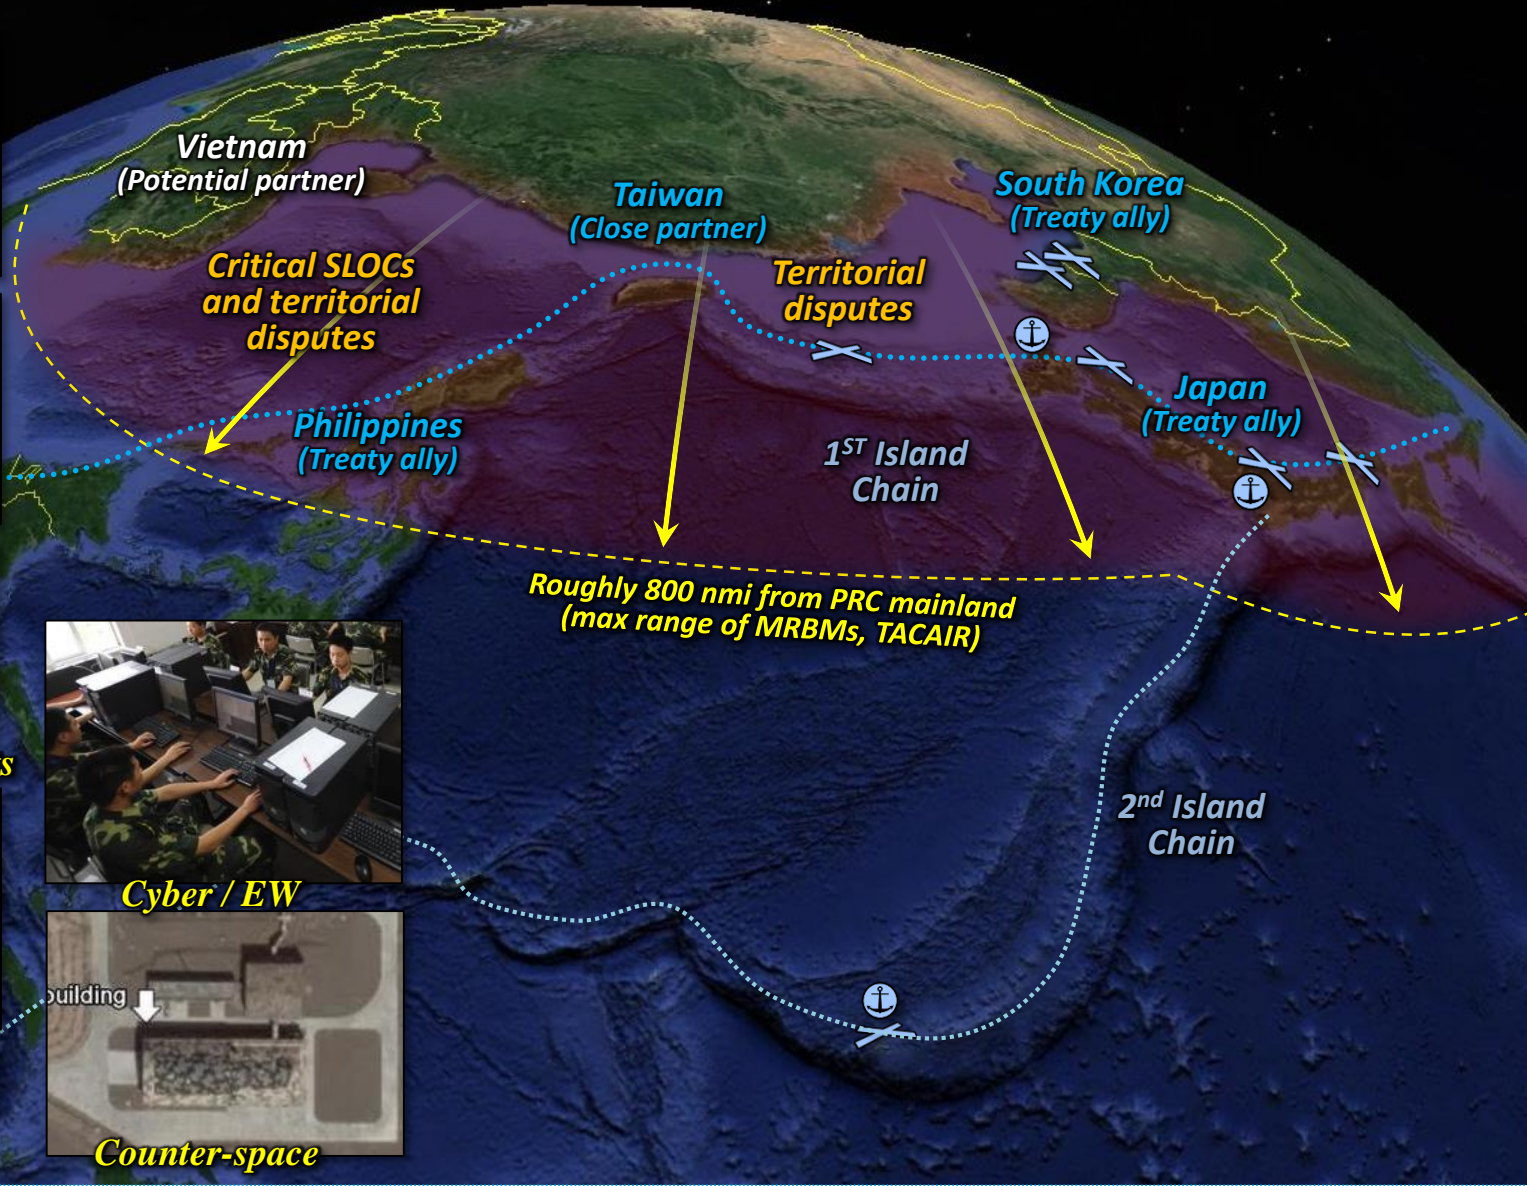 Vietnam
(Potential partner)
Taiwan
(Close partner)
South Korea
(Treaty ally)
Critical SLOCs
and territorial
disputes
Territorial
disputes
Japan
(Treaty ally)
Philippines
(Treaty ally)
1ST Island
Chain
Roughly 800 nmi from PRC mainland
(max range of MRBMs, TACAIR)
2nd Island
Chain
Cyber / EW
building
Counter-space